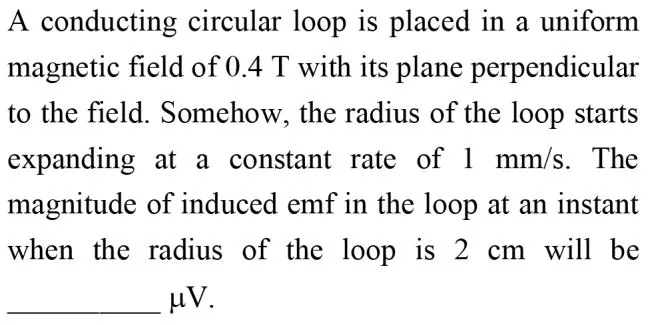 A conducting circular loop is placed in a uniform
magnetic field of 0.4 T with its plane perpendicular
to the field. Somehow, the radius of the loop starts
expanding at a constant rate of 1 mm/s. The
magnitude of induced emf in the loop at an instant
when the radius of the loop is 2 cm will be
___________ μV.